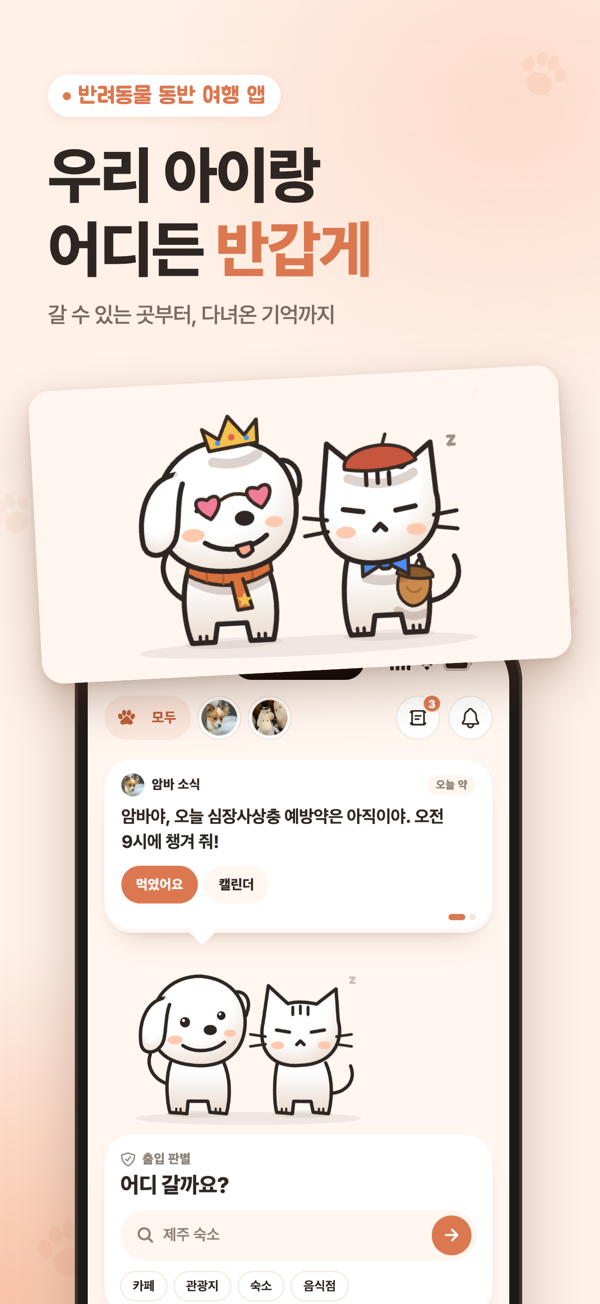 반려동물 동반 여행 앱
우리 아이랑
어디든 반갑게
갈 수 있는 곳부터, 다녀온 기억까지
z
모두
3
암바 소식
오늘 약
암바야, 오늘 심장사상충 예방약은 아직이야. 오전
9시에 챙겨 줘!
먹였어요
캘린더
z
출입 판별
어디 갈까요?
제주 숙소
카페
관광지
숙소
음식점